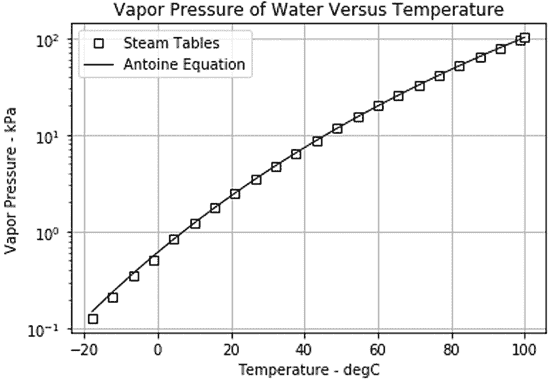 Vapor Pressure of Water Versus Temperature
Steam Tables
Antoine Equation
Vapor Pressure - kPa
10²
10¹
10⁰
10⁻¹
−20 0 20 40 60 80 100
Temperature - degC